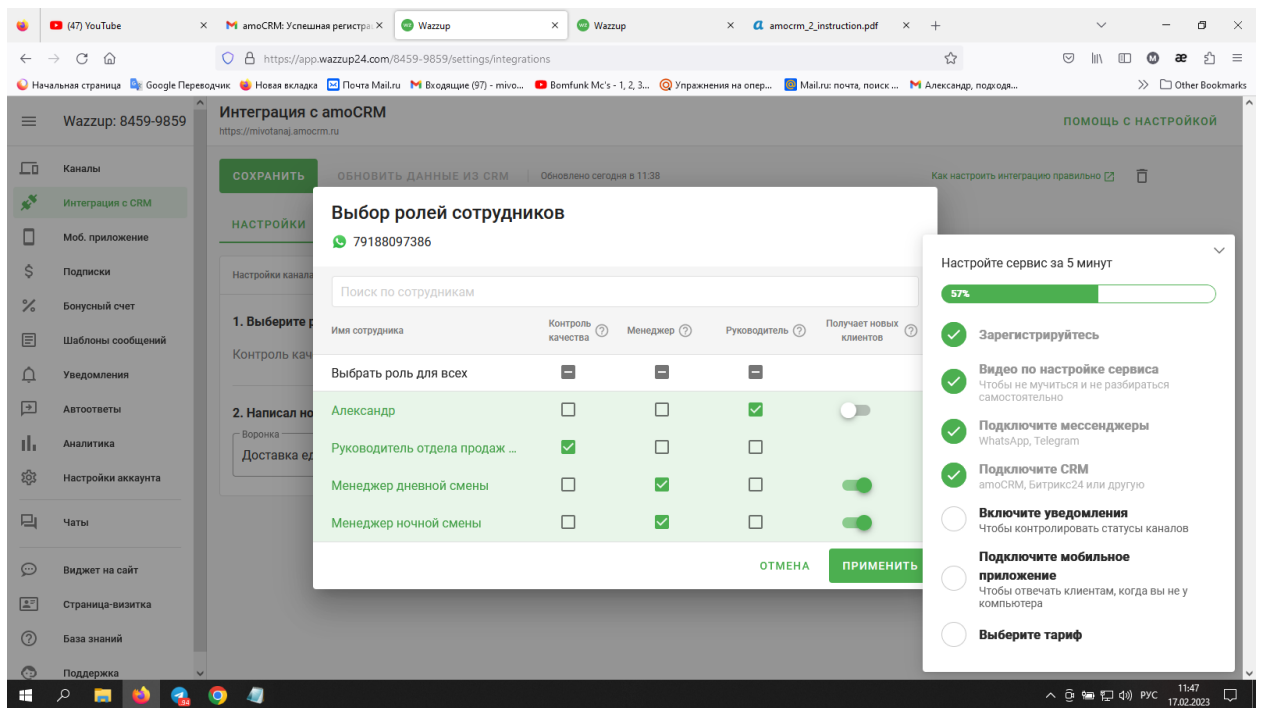 (47) YouTube
amoCRM: Успешная регистра
Wazzup
Wazzup
amocrm_2_instruction.pdf
https://app.wazzup24.com/8459-9859/settings/integrations
Начальная страница
Google Переводчик
Новая вкладка
Почта Mail.ru
Входящие (97) - mivo...
Bomfunk Mc's - 1, 2, 3...
Упражнения на опер...
Mail.ru: почта, поиск ...
Александр, подходя...
Other Bookmarks
Wazzup: 8459-9859
Интеграция с amoCRM
https://mivotanaj.amocrm.ru
ПОМОЩЬ С НАСТРОЙКОЙ
Каналы
Интеграция с CRM
Моб. приложение
Подписки
Бонусный счет
Шаблоны сообщений
Уведомления
Автоответы
Аналитика
Настройки аккаунта
Чаты
Виджет на сайт
Страница-визитка
База знаний
Поддержка
СОХРАНИТЬ
ОБНОВИТЬ ДАННЫЕ ИЗ CRM
Обновлено сегодня в 11:38
Как настроить интеграцию правильно
НАСТРОЙКИ
Настройки канала
1. Выберите р
Контроль кач
2. Написал но
Воронка
Доставка ед
Выбор ролей сотрудников
79188097386
Поиск по сотрудникам
Имя сотрудника
Контроль качества
Менеджер
Руководитель
Получает новых клиентов
Выбрать роль для всех
Александр
Руководитель отдела продаж ...
Менеджер дневной смены
Менеджер ночной смены
ОТМЕНА
ПРИМЕНИТЬ
Настройте сервис за 5 минут
57%
Зарегистрируйтесь
Видео по настройке сервиса
Чтобы не мучиться и не разбираться
самостоятельно
Подключите мессенджеры
WhatsApp, Telegram
Подключите CRM
amoCRM, Битрикс24 или другую
Включите уведомления
Чтобы контролировать статусы каналов
Подключите мобильное
приложение
Чтобы отвечать клиентам, когда вы не у
компьютера
Выберите тариф
РУС
11:47
17.02.2023